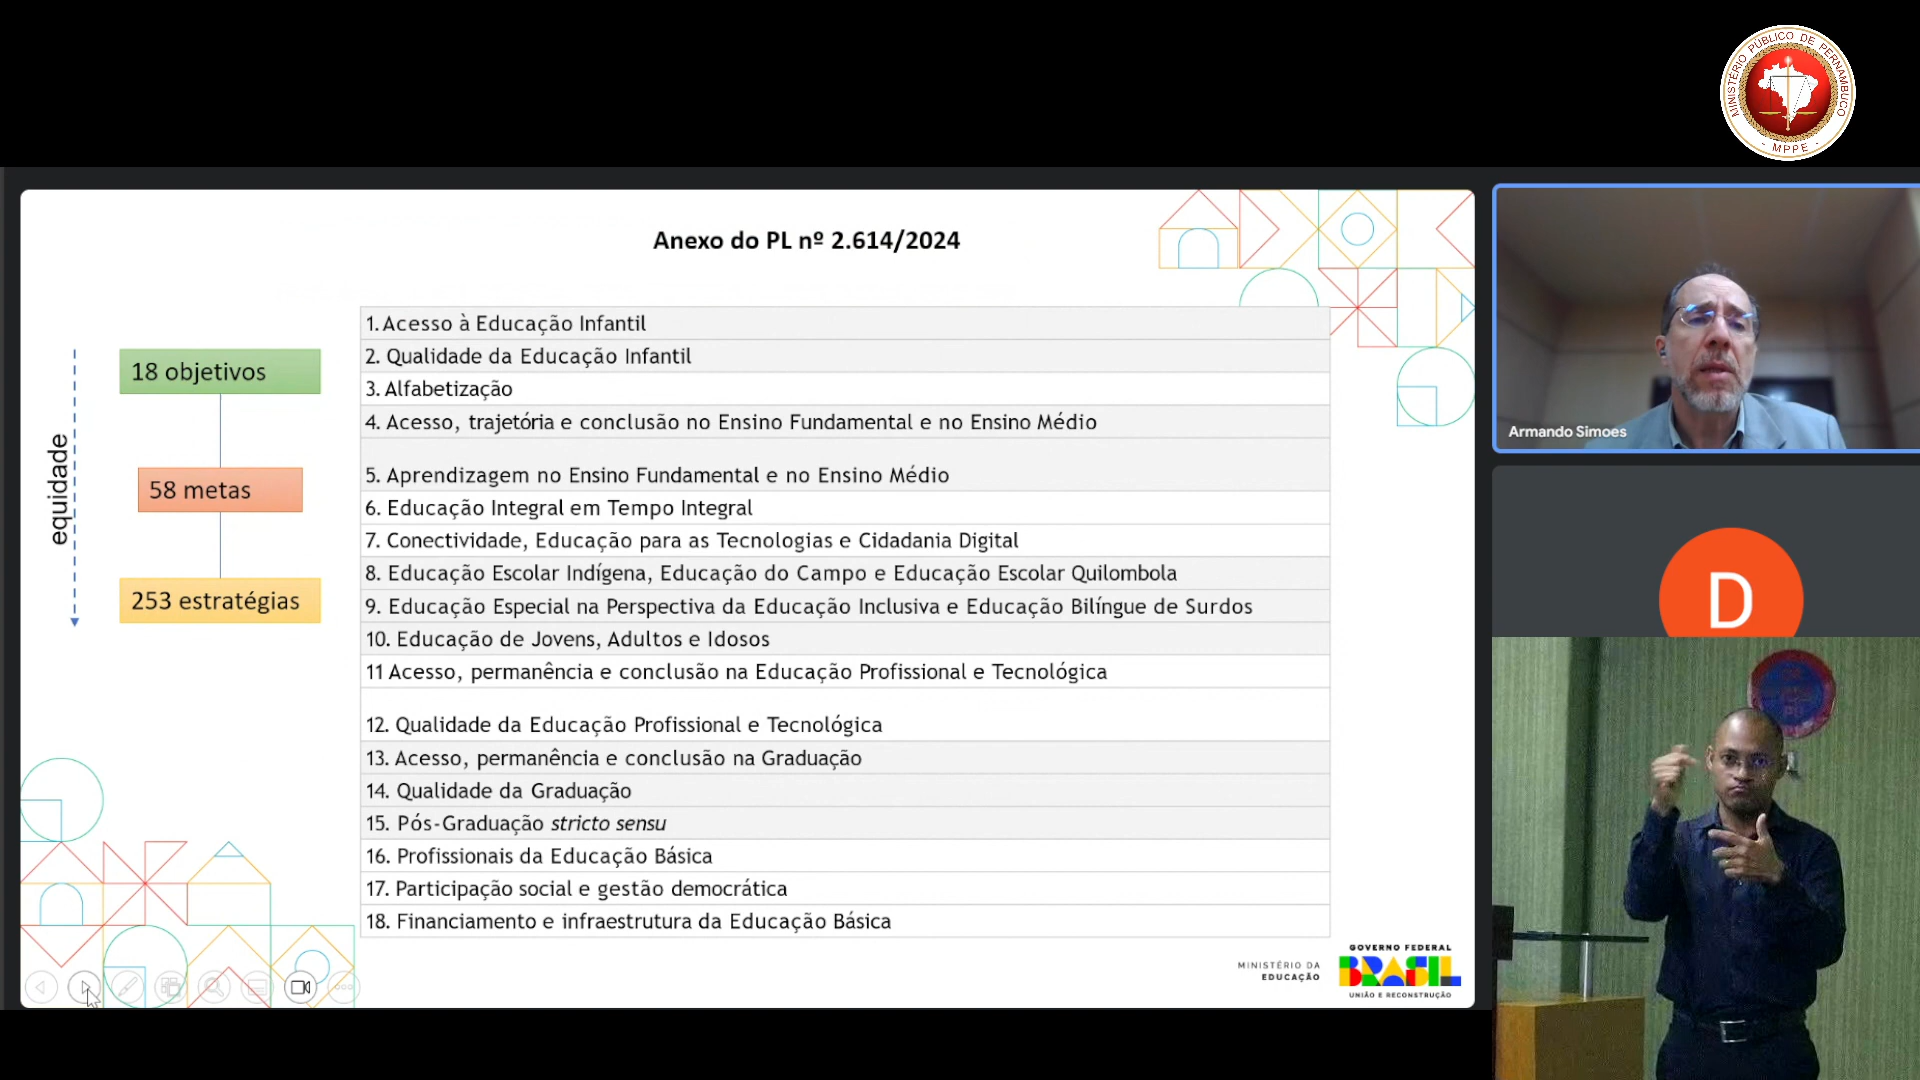 MINISTÉRIO PÚBLICO DE PERNAMBUCO
- MPPE -
Anexo do PL nº 2.614/2024
equidade
18 objetivos
58 metas
253 estratégias
1. Acesso à Educação Infantil
2. Qualidade da Educação Infantil
3. Alfabetização
4. Acesso, trajetória e conclusão no Ensino Fundamental e no Ensino Médio
5. Aprendizagem no Ensino Fundamental e no Ensino Médio
6. Educação Integral em Tempo Integral
7. Conectividade, Educação para as Tecnologias e Cidadania Digital
8. Educação Escolar Indígena, Educação do Campo e Educação Escolar Quilombola
9. Educação Especial na Perspectiva da Educação Inclusiva e Educação Bilíngue de Surdos
10. Educação de Jovens, Adultos e Idosos
11 Acesso, permanência e conclusão na Educação Profissional e Tecnológica
12. Qualidade da Educação Profissional e Tecnológica
13. Acesso, permanência e conclusão na Graduação
14. Qualidade da Graduação
15. Pós-Graduação stricto sensu
16. Profissionais da Educação Básica
17. Participação social e gestão democrática
18. Financiamento e infraestrutura da Educação Básica
MINISTÉRIO DA
EDUCAÇÃO
GOVERNO FEDERAL
BRASIL
UNIÃO E RECONSTRUÇÃO
Armando Simoes
D